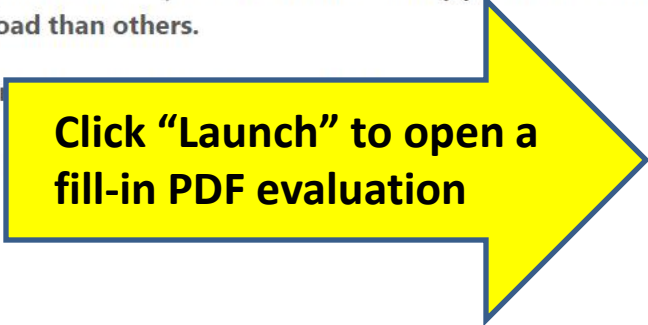 oad than others.
Click “Launch” to open a
fill-in PDF evaluation